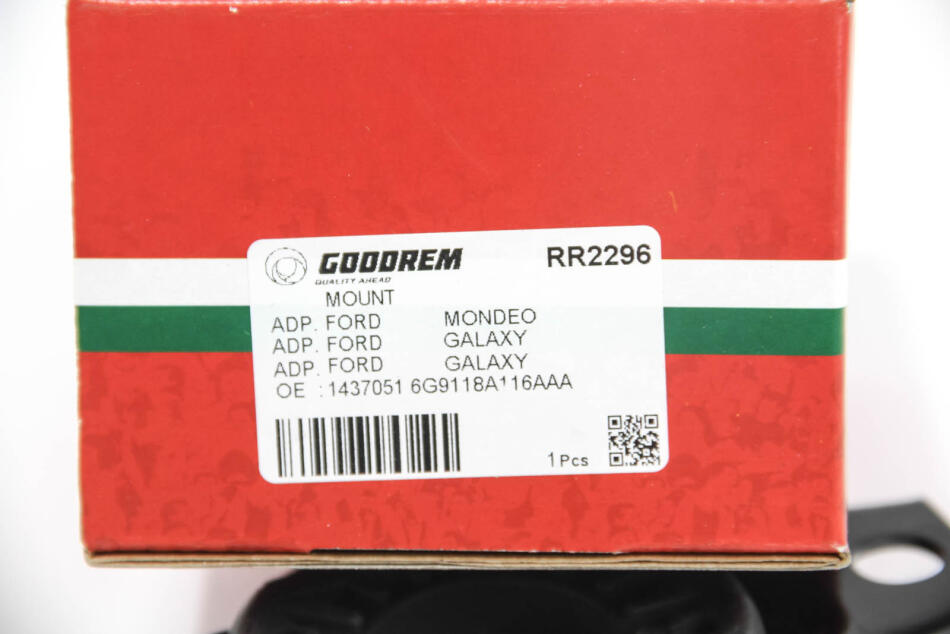 GOODREM
RR2296
QUALITY AHEAD
MOUNT
ADP. FORD MONDEO
ADP. FORD GALAXY
ADP. FORD GALAXY
OE : 1437051 6G9118A116AAA
1 Pcs